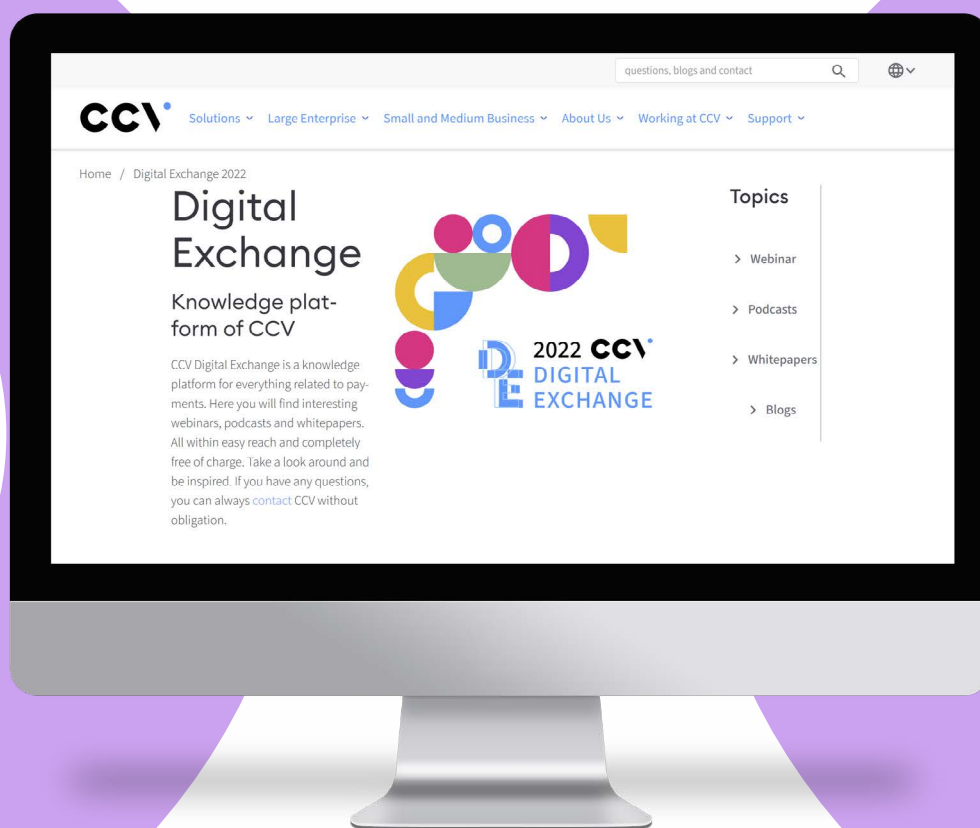 questions, blogs and contact
CCV
Solutions
Large Enterprise
Small and Medium Business
About Us
Working at CCV
Support
Home / Digital Exchange 2022
Digital
Exchange
Knowledge plat-
form of CCV
CCV Digital Exchange is a knowledge
platform for everything related to pay-
ments. Here you will find interesting
webinars, podcasts and whitepapers.
All within easy reach and completely
free of charge. Take a look around and
be inspired. If you have any questions,
you can always contact CCV without
obligation.
DE
2022 CCV
DIGITAL
EXCHANGE
Topics
> Webinar
> Podcasts
> Whitepapers
> Blogs